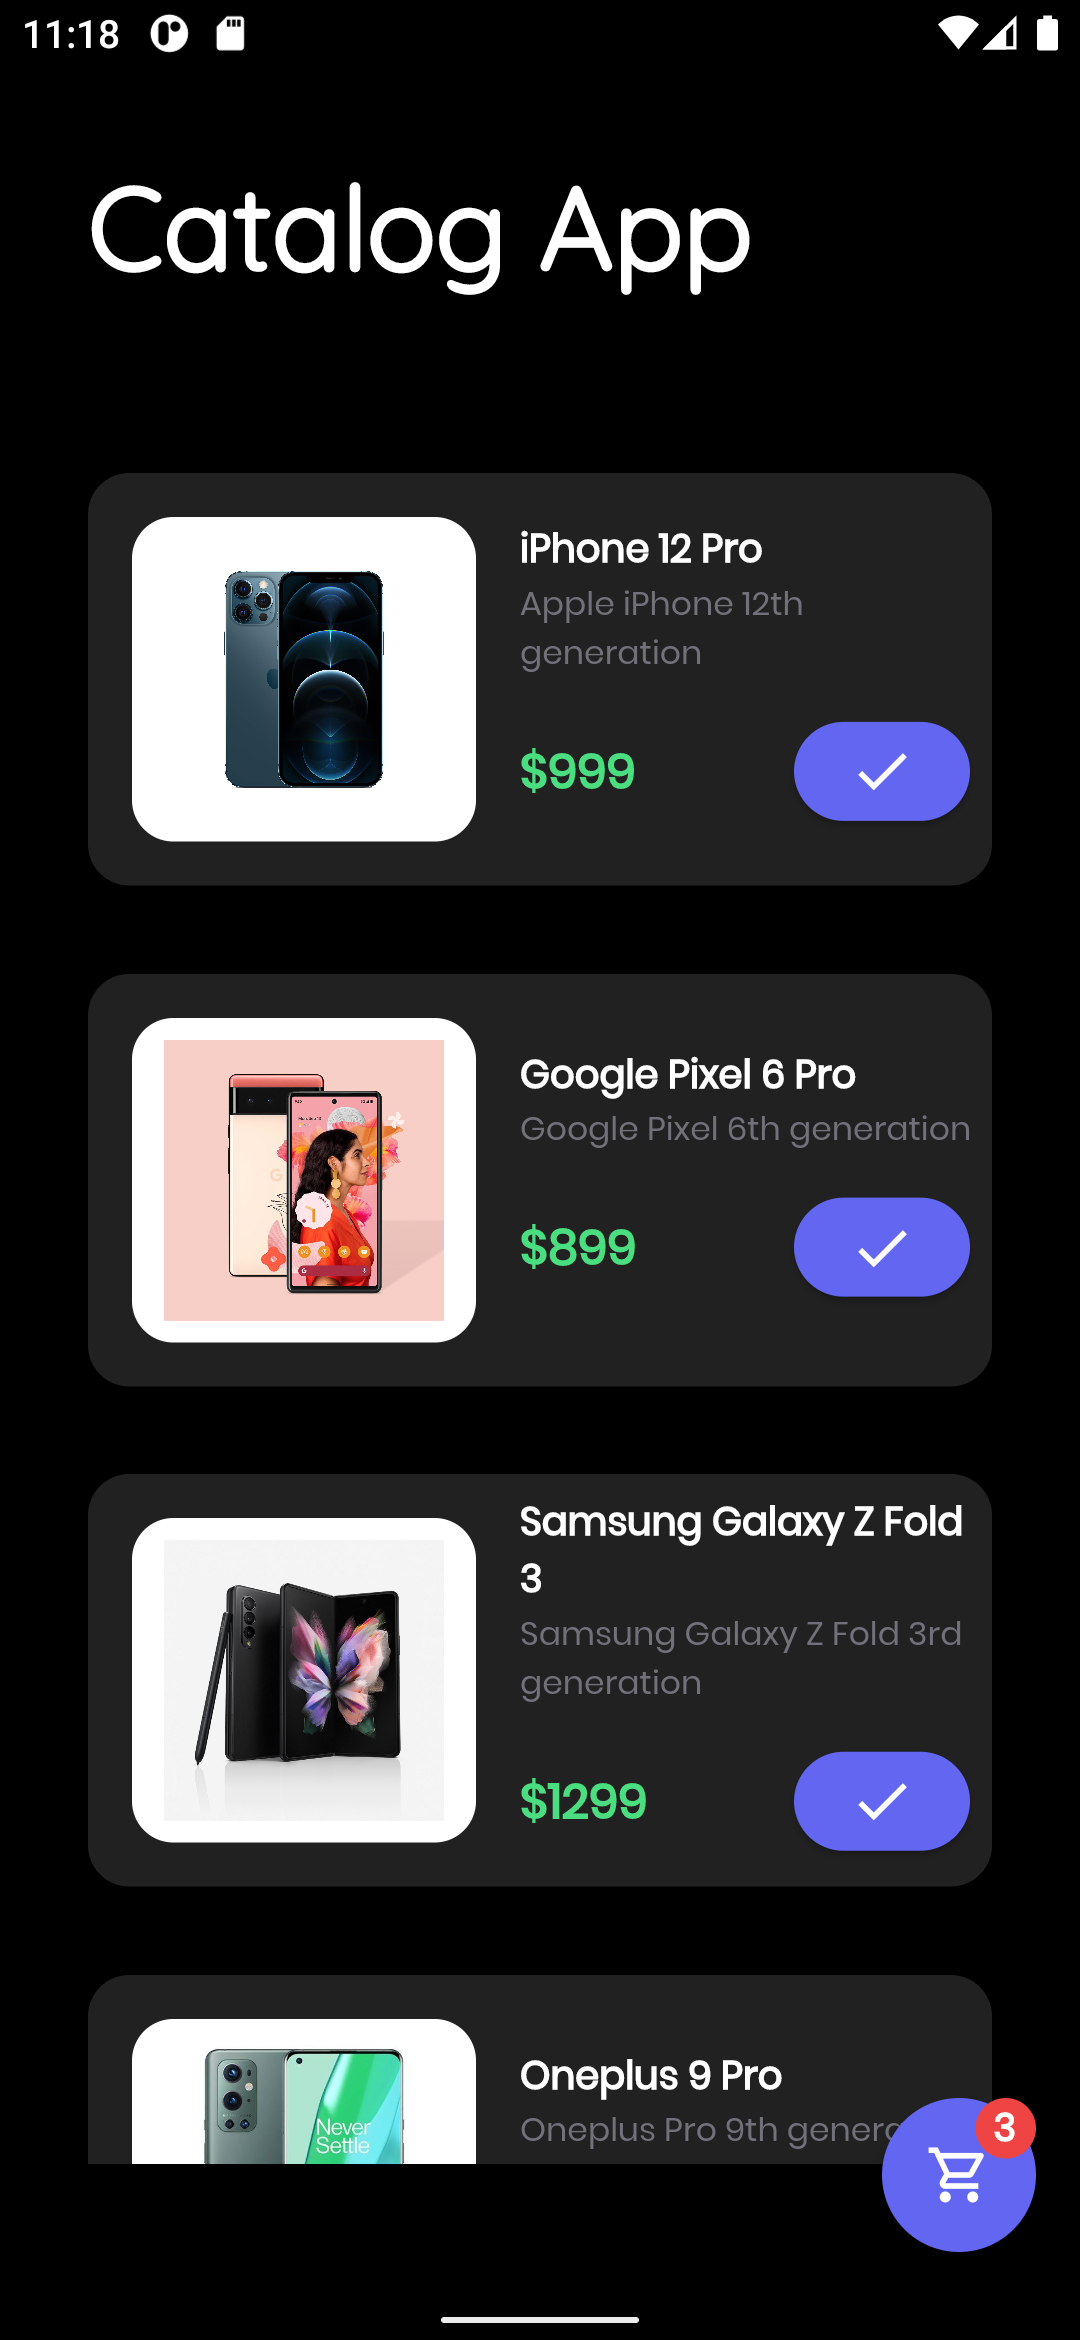 11:18
Catalog App
iPhone 12 Pro
Apple iPhone 12th
generation
$999
Google Pixel 6 Pro
Google Pixel 6th generation
$899
Samsung Galaxy Z Fold
3
Samsung Galaxy Z Fold 3rd
generation
$1299
Never
Settle
Oneplus 9 Pro
Oneplus Pro 9th
3